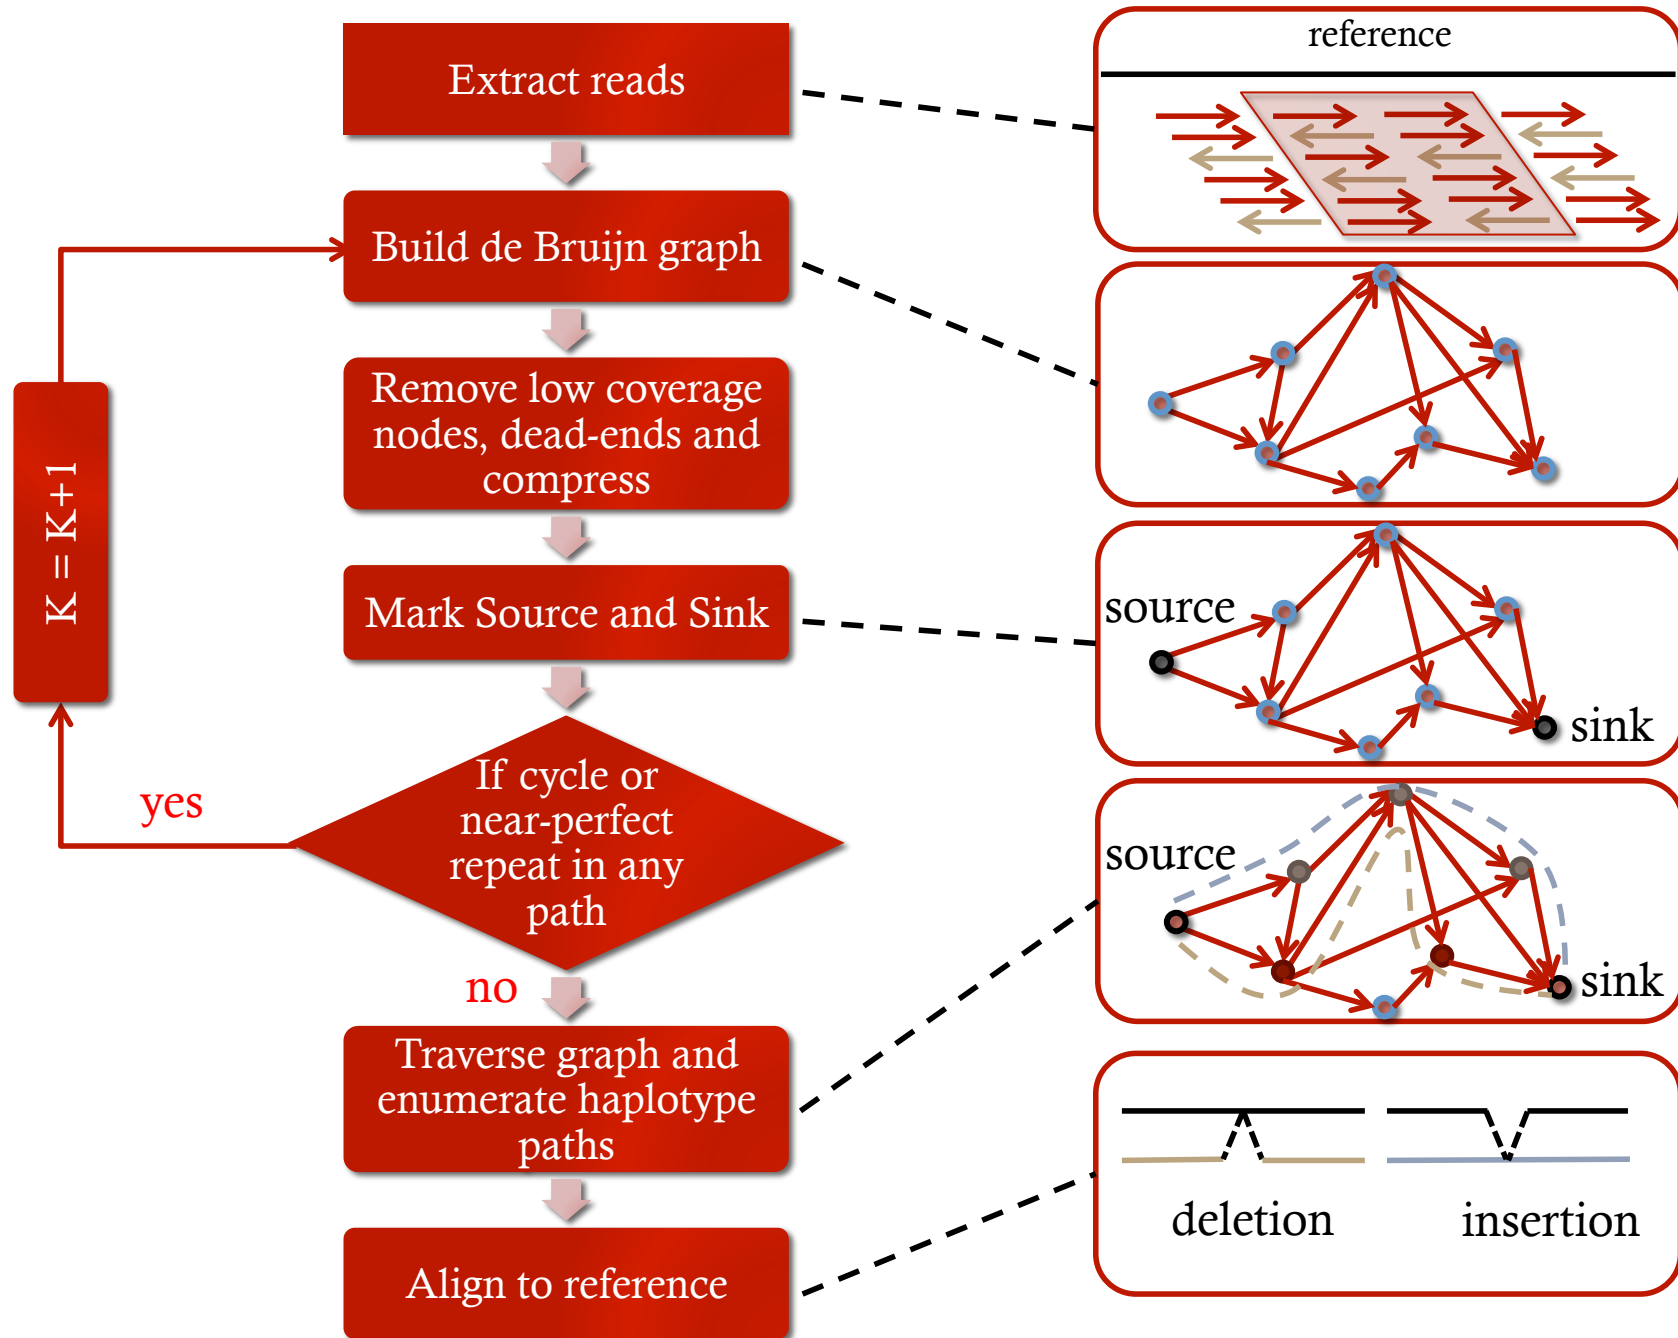 Extract reads
Build de Bruijn graph
Remove low coverage
nodes, dead-ends and
compress
Mark Source and Sink
K = K+1
If cycle or
near-perfect
repeat in any
path
yes
no
Traverse graph and
enumerate haplotype
paths
Align to reference
reference
source
sink
source
sink
deletion
insertion